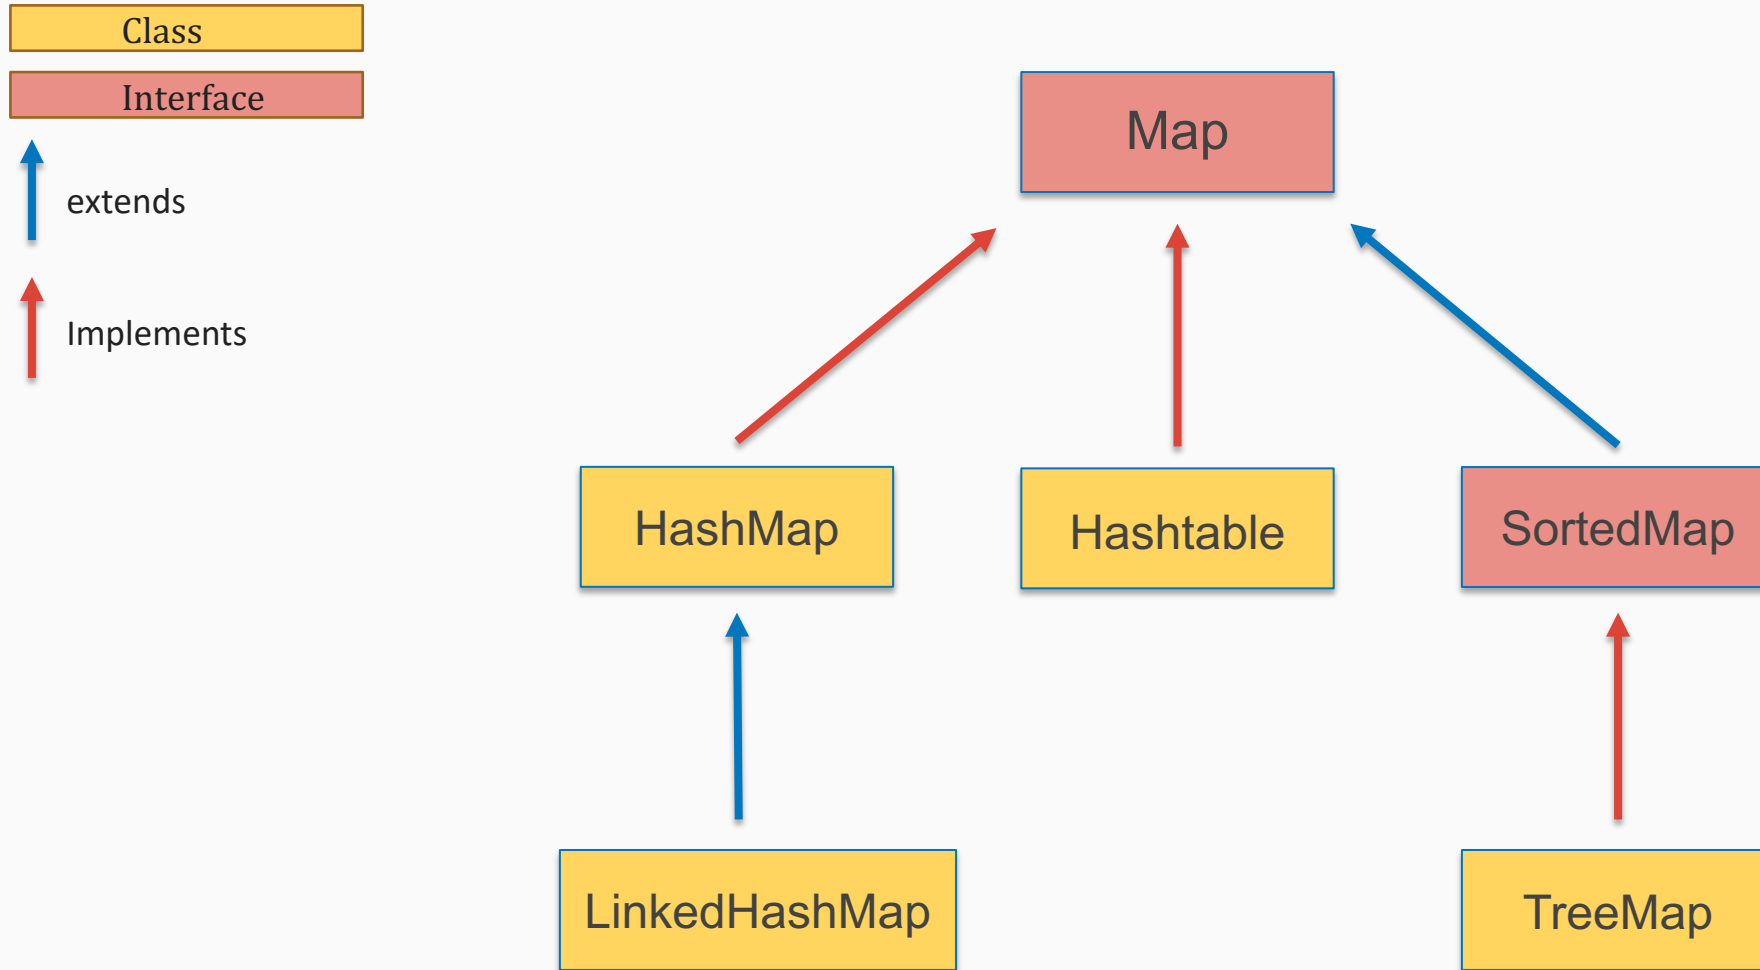 Class
Interface
extends
Implements
Map
HashMap
Hashtable
SortedMap
LinkedHashMap
TreeMap